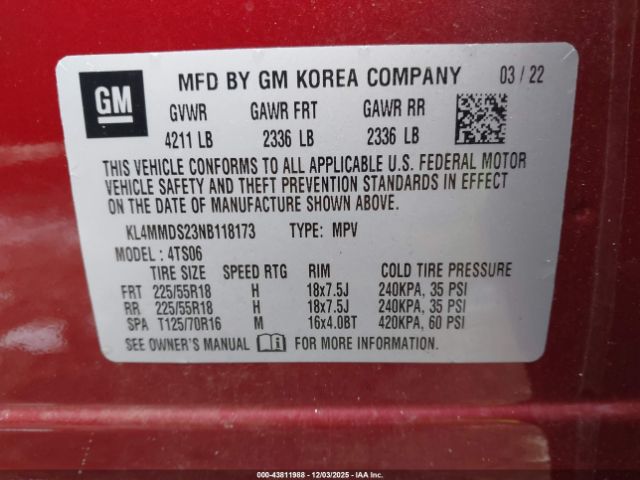 GM
MFD BY GM KOREA COMPANY 03 / 22
GVWR GAWR FRT GAWR RR
4211 LB 2336 LB 2336 LB
THIS VEHICLE CONFORMS TO ALL APPLICABLE U.S. FEDERAL MOTOR
VEHICLE SAFETY AND THEFT PREVENTION STANDARDS IN EFFECT
ON THE DATE OF MANUFACTURE SHOWN ABOVE.
KL4MMDS23NB118173 TYPE: MPV
MODEL: 4TS06
TIRE SIZE SPEED RTG RIM COLD TIRE PRESSURE
FRT 225/55R18 H 18x7.5J 240KPA, 35 PSI
RR 225/55R18 H 18x7.5J 240KPA, 35 PSI
SPA T125/70R16 M 16x4.0BT 420KPA, 60 PSI
SEE OWNER'S MANUAL FOR MORE INFORMATION.
000-43811988 - 12/03/2025 - IAA Inc.